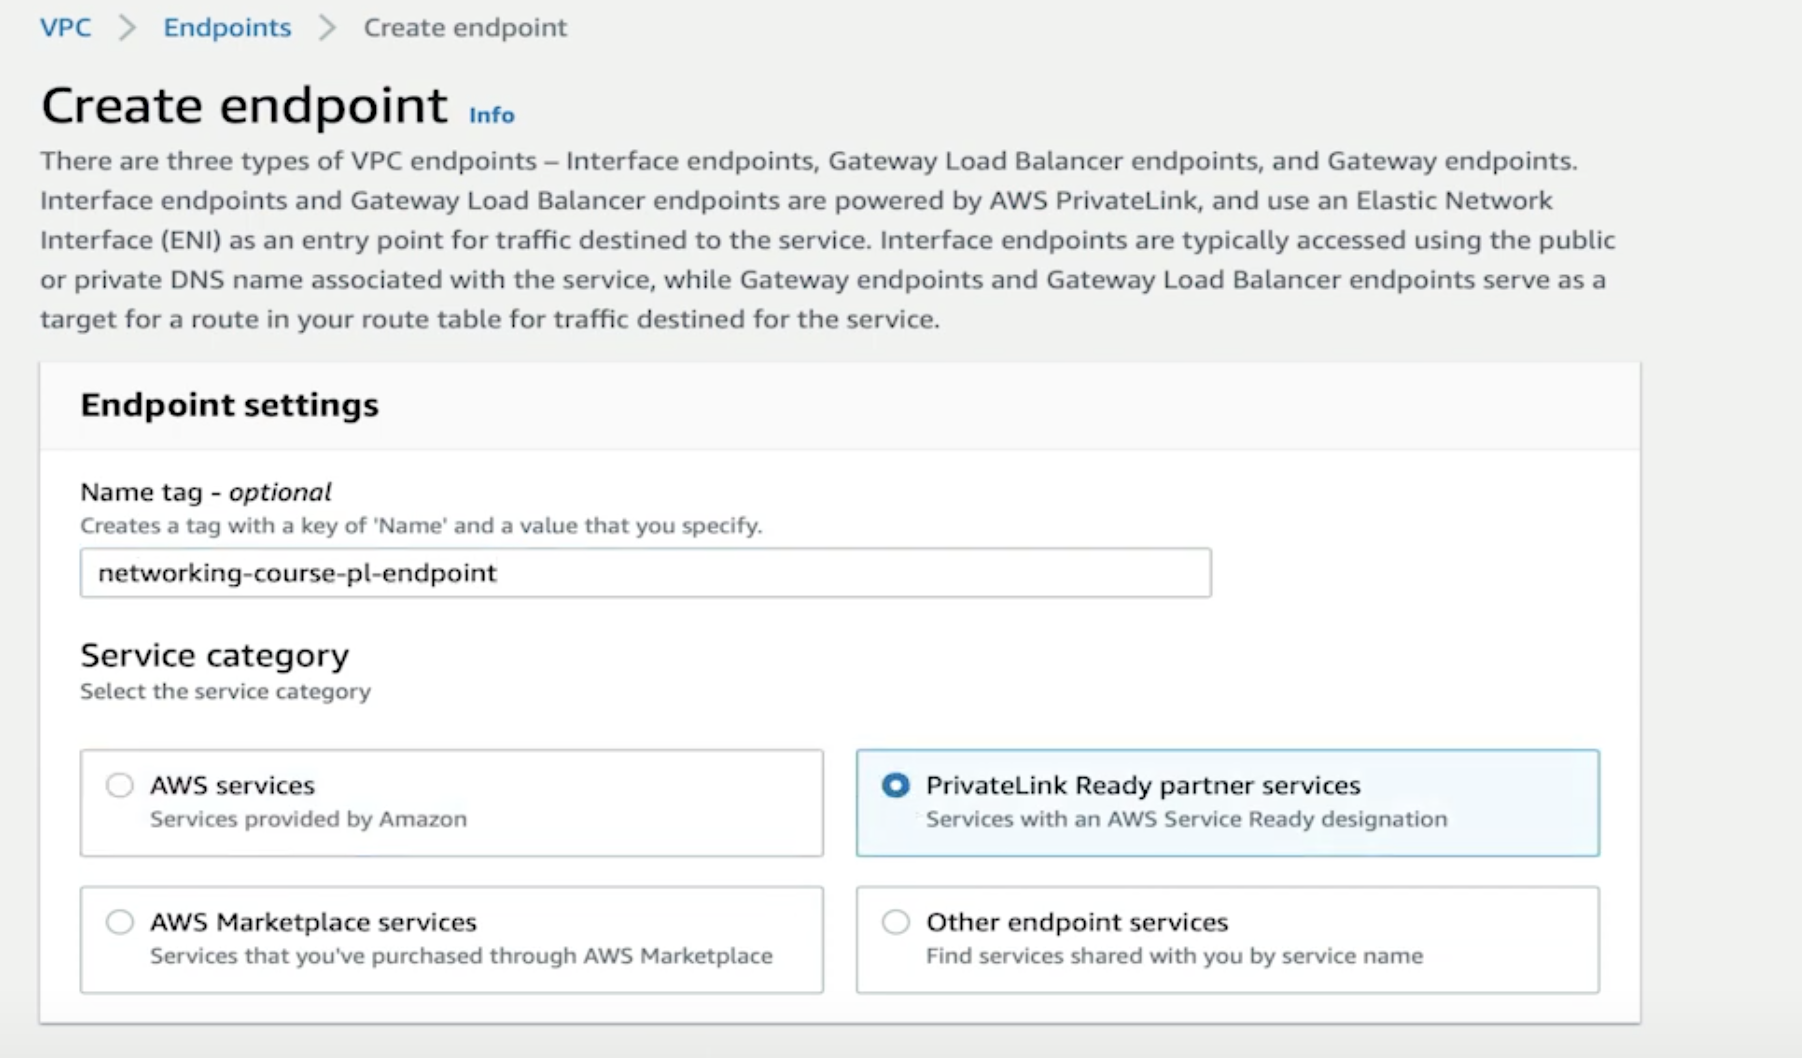 VPC > Endpoints > Create endpoint
Create endpoint Info
There are three types of VPC endpoints – Interface endpoints, Gateway Load Balancer endpoints, and Gateway endpoints.
Interface endpoints and Gateway Load Balancer endpoints are powered by AWS PrivateLink, and use an Elastic Network
Interface (ENI) as an entry point for traffic destined to the service. Interface endpoints are typically accessed using the public
or private DNS name associated with the service, while Gateway endpoints and Gateway Load Balancer endpoints serve as a
target for a route in your route table for traffic destined for the service.
Endpoint settings
Name tag - optional
Creates a tag with a key of 'Name' and a value that you specify.
networking-course-pl-endpoint
Service category
Select the service category
AWS services
Services provided by Amazon
PrivateLink Ready partner services
Services with an AWS Service Ready designation
AWS Marketplace services
Services that you've purchased through AWS Marketplace
Other endpoint services
Find services shared with you by service name